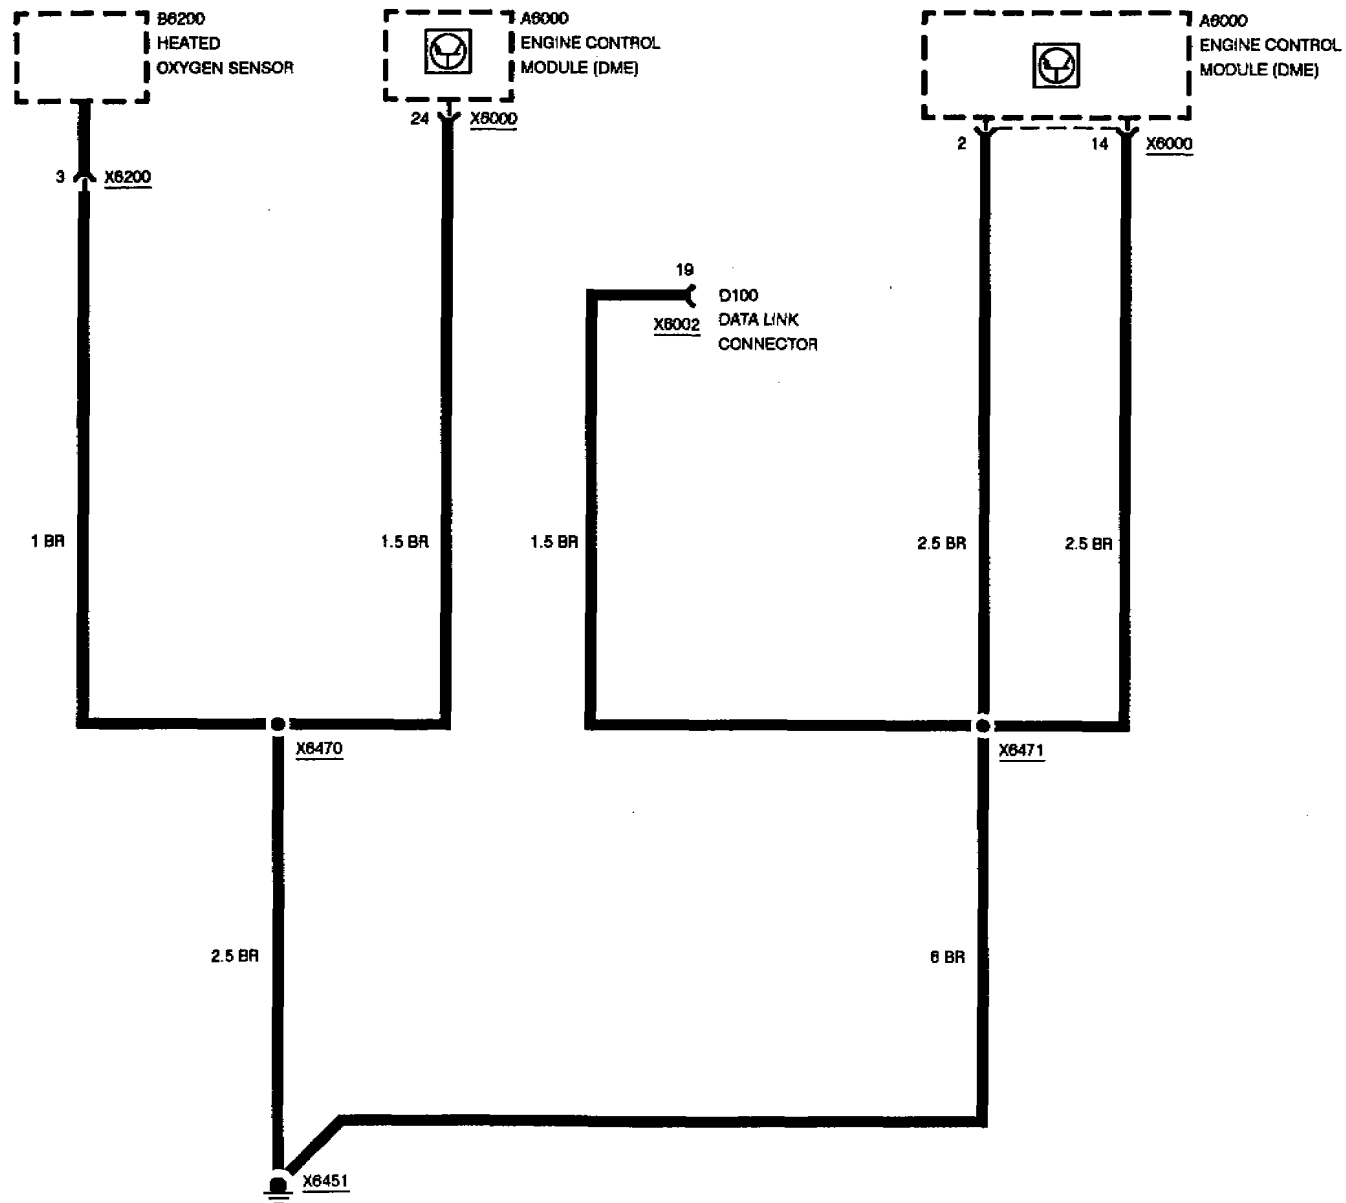 B6200
HEATED
OXYGEN SENSOR
A6000
ENGINE CONTROL
MODULE (DME)
A6000
ENGINE CONTROL
MODULE (DME)
24 X6000
2 14 X6000
3 X6200
19
D100
X6002 DATA LINK
CONNECTOR
1 BR 1.5 BR 1.5 BR 2.5 BR 2.5 BR
X6470 X6471
2.5 BR 6 BR
X6451